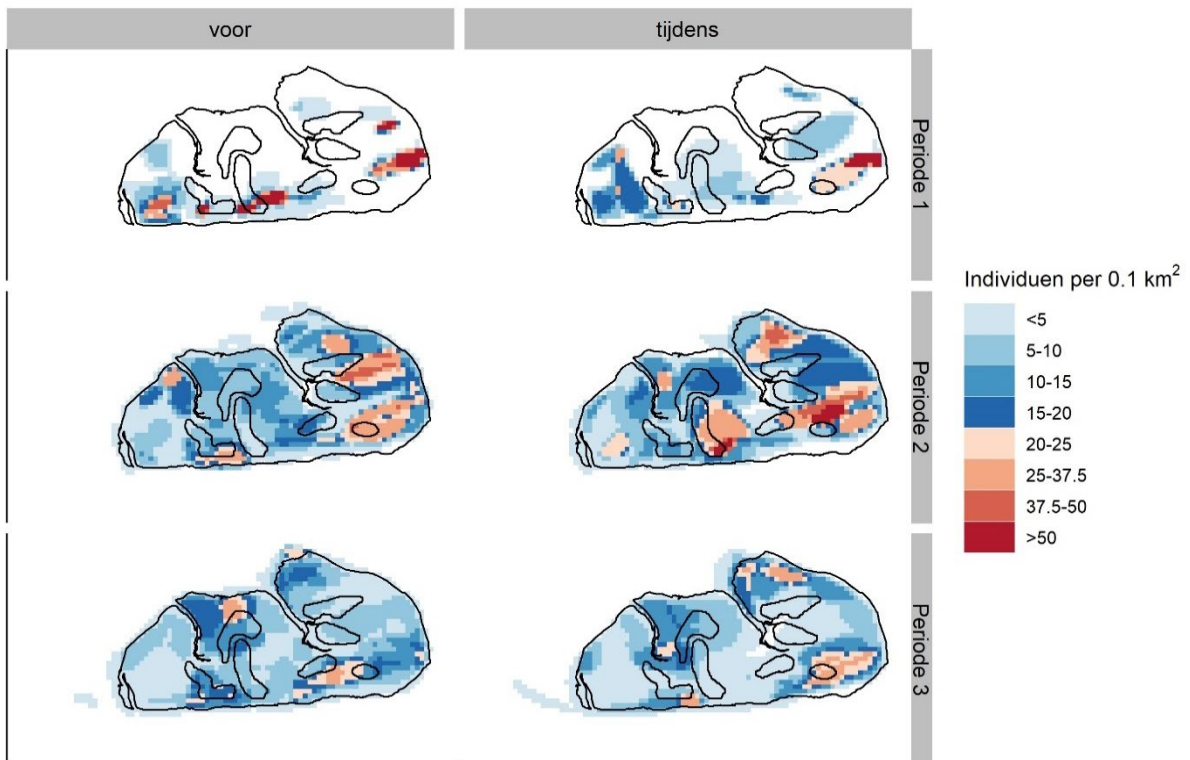 voor
tijdens
Periode 1
Periode 2
Periode 3
Individuen per 0.1 km²
<5
5-10
10-15
15-20
20-25
25-37.5
37.5-50
>50